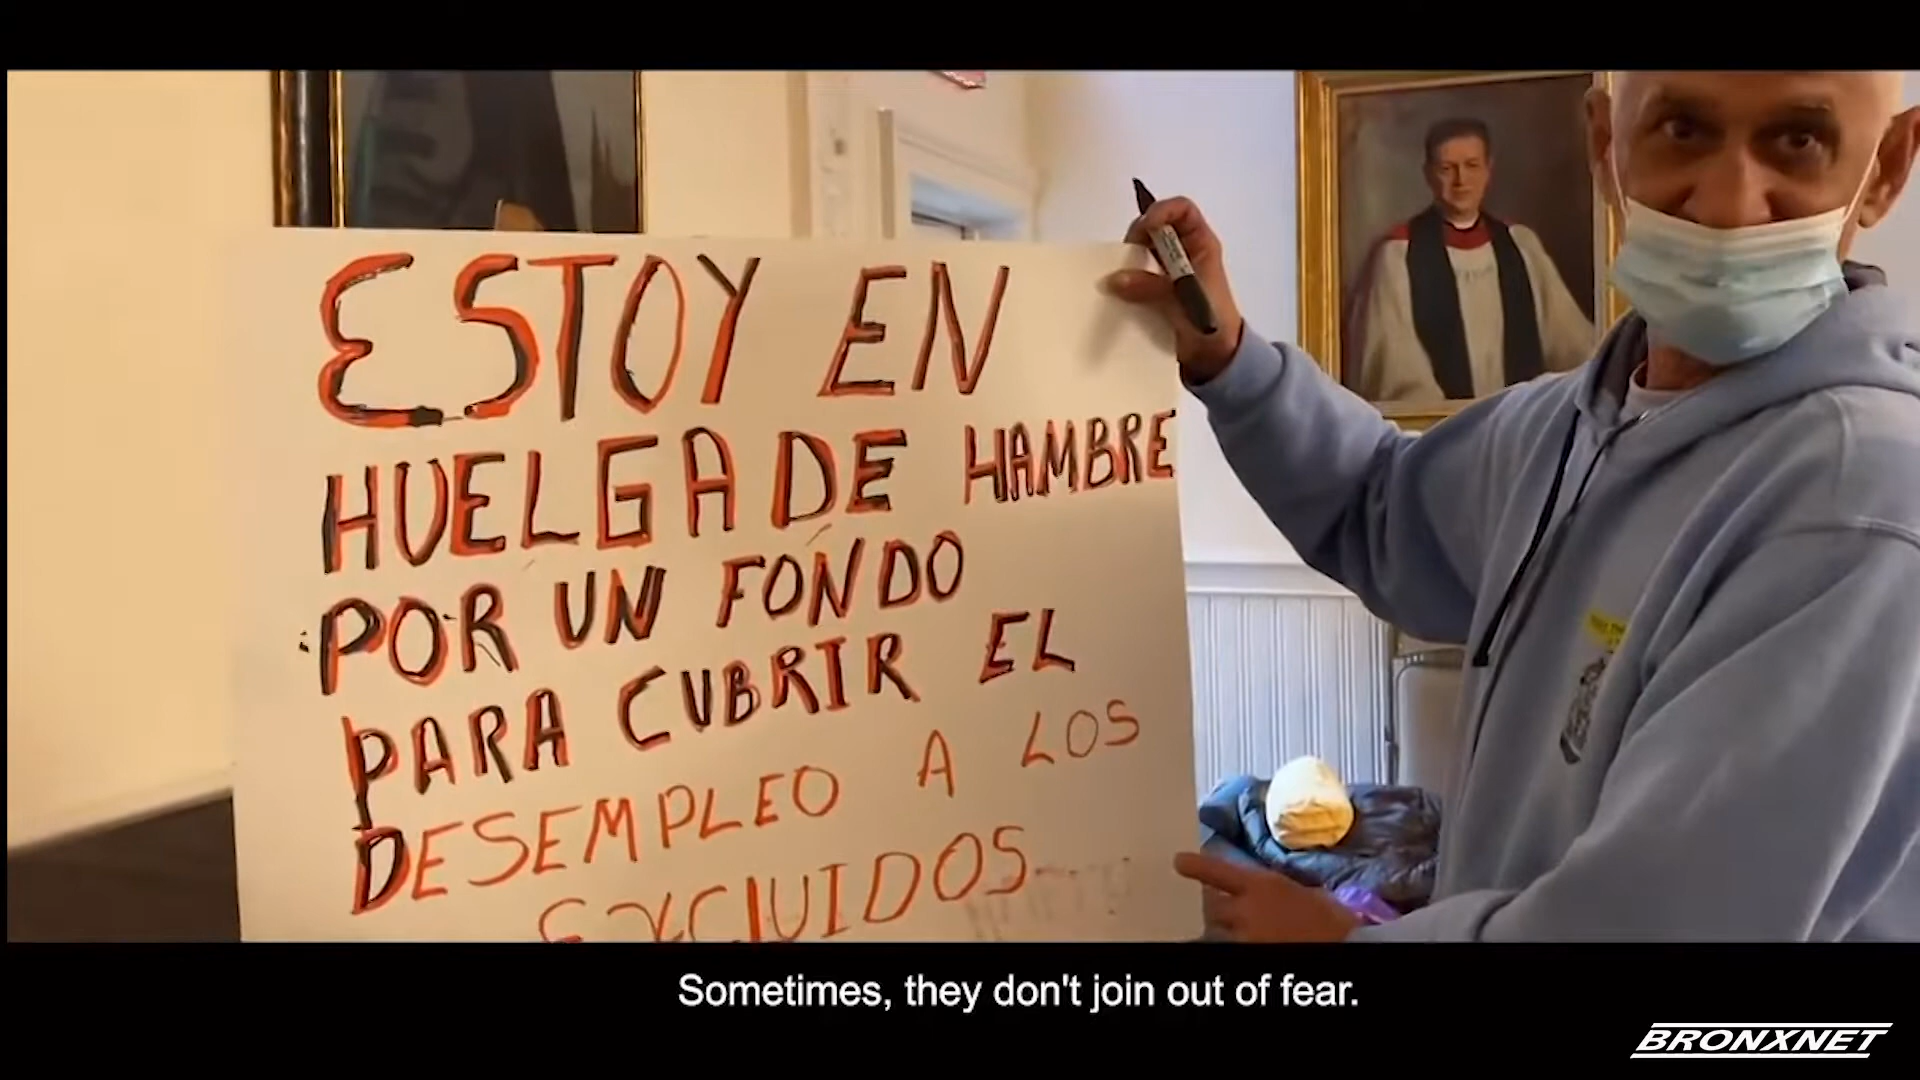 ESTOY EN
HUELGA DE HAMBRE
POR UN FONDO
PARA CUBRIR EL
DESEMPLEO A LOS
EXCLUIDOS
Sometimes, they don't join out of fear.
BRONXNET